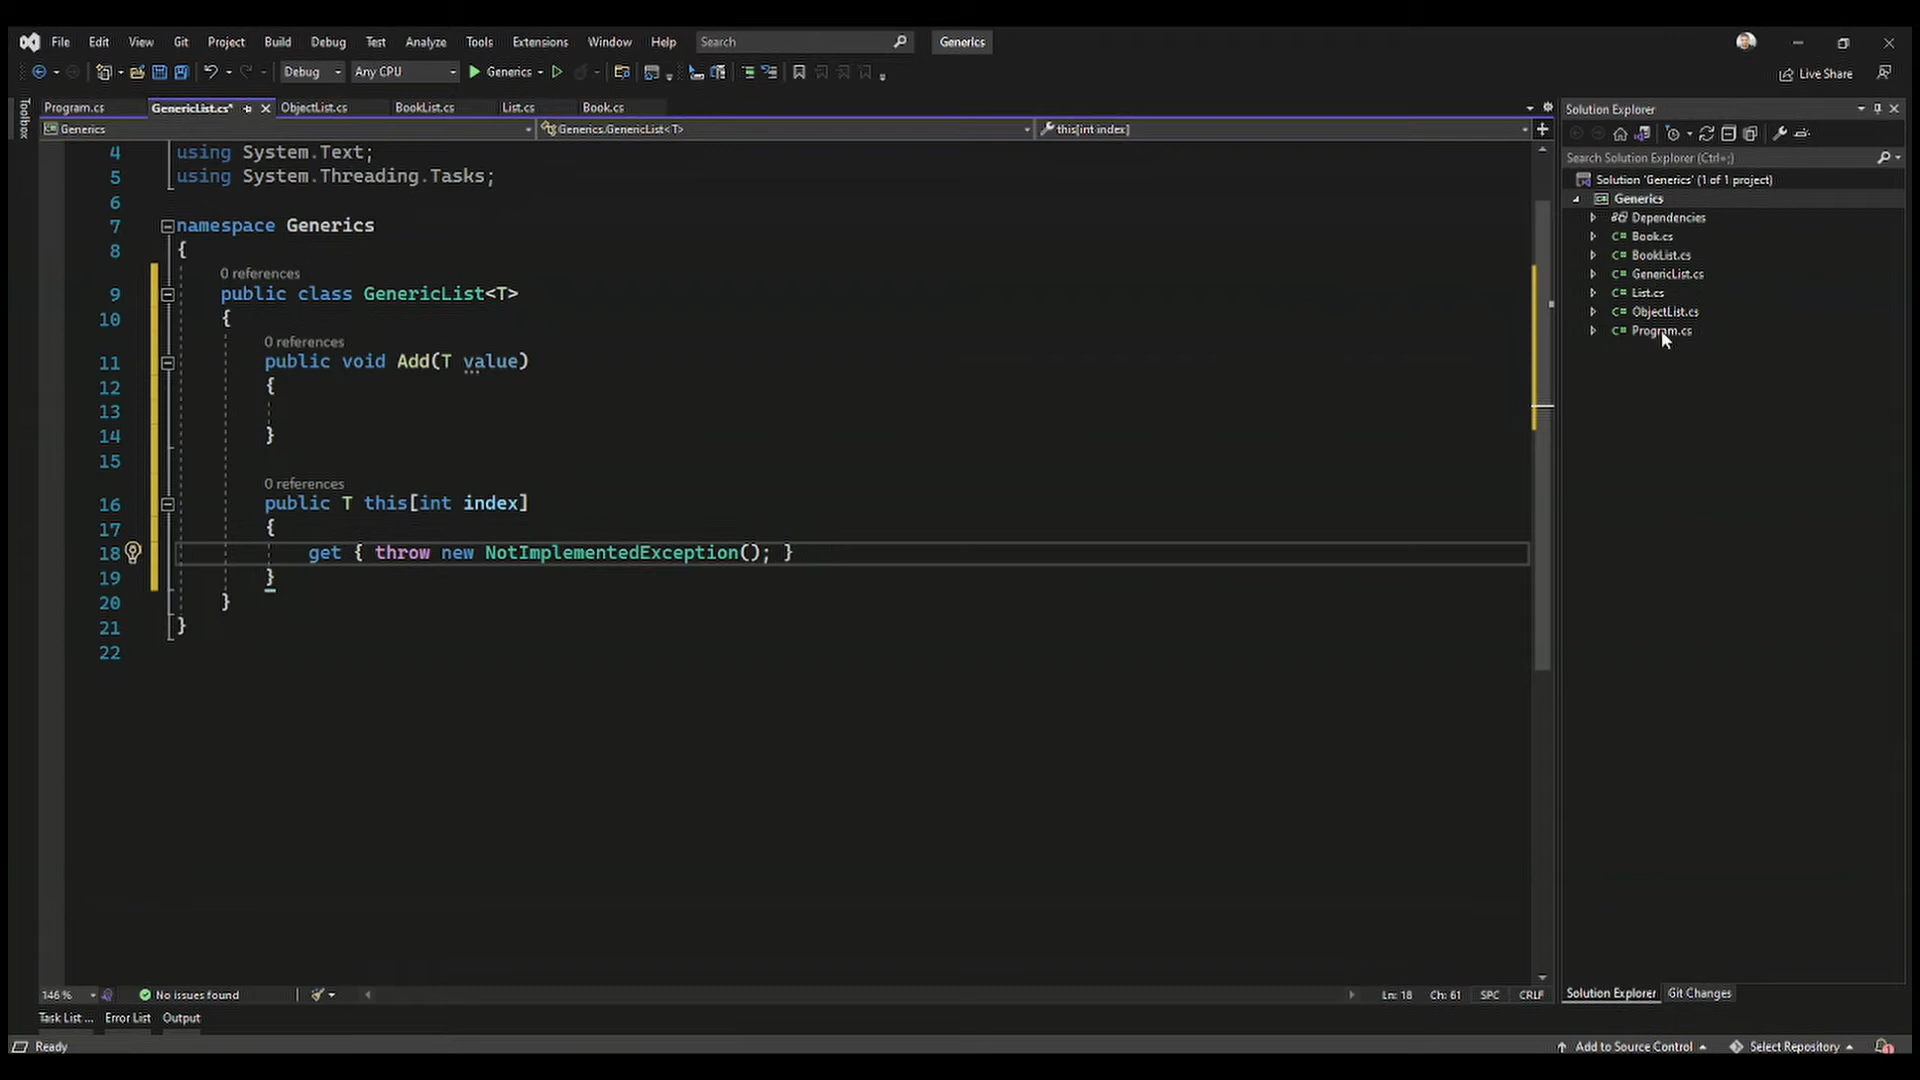 File Edit View Git Project Build Debug Test Analyze Tools Extensions Window Help Search Generics
Debug Any CPU Generics Live Share
Toolbox
Program.cs GenericList.cs* ObjectList.cs BookList.cs List.cs Book.cs
Generics Generics.GenericList<T> this[int index]
4 using System.Text;
5 using System.Threading.Tasks;
6
7 namespace Generics
8 {
0 references
9 public class GenericList<T>
10 {
0 references
11 public void Add(T value)
12 {
13
14 }
15
0 references
16 public T this[int index]
17 {
18 get { throw new NotImplementedException(); }
19 }
20 }
21 }
22
146 % No issues found Ln: 18 Ch: 61 SPC CRLF
Task List ... Error List Output
Solution Explorer
Search Solution Explorer (Ctrl+;)
Solution 'Generics' (1 of 1 project)
Generics
Dependencies
C# Book.cs
C# BookList.cs
C# GenericList.cs
C# List.cs
C# ObjectList.cs
C# Program.cs
Solution Explorer Git Changes
Ready Add to Source Control Select Repository 1